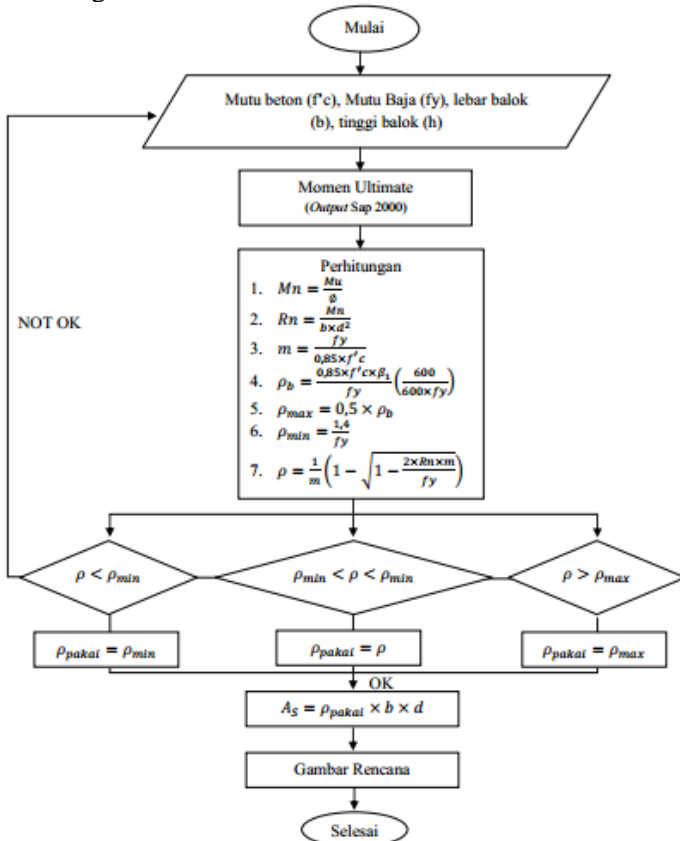 Mulai
Mutu beton (f'c), Mutu Baja (fy), lebar balok
(b), tinggi balok (h)
Momen Ultimate
(Output Sap 2000)
Perhitungan
1. Mn = Mu/∅
2. Rn = Mn/(b×d²)
3. m = fy/(0,85×f'c)
4. ρb = (0,85×f'c×β₁)/fy (600/(600×fy))
5. ρmax = 0,5 × ρb
6. ρmin = 1,4/fy
7. ρ = 1/m (1 − √(1 − (2×Rn×m)/fy))
NOT OK
ρ < ρmin
ρmin < ρ < ρmin
ρ > ρmax
ρpakai = ρmin
ρpakai = ρ
ρpakai = ρmax
OK
AS = ρpakai × b × d
Gambar Rencana
Selesai